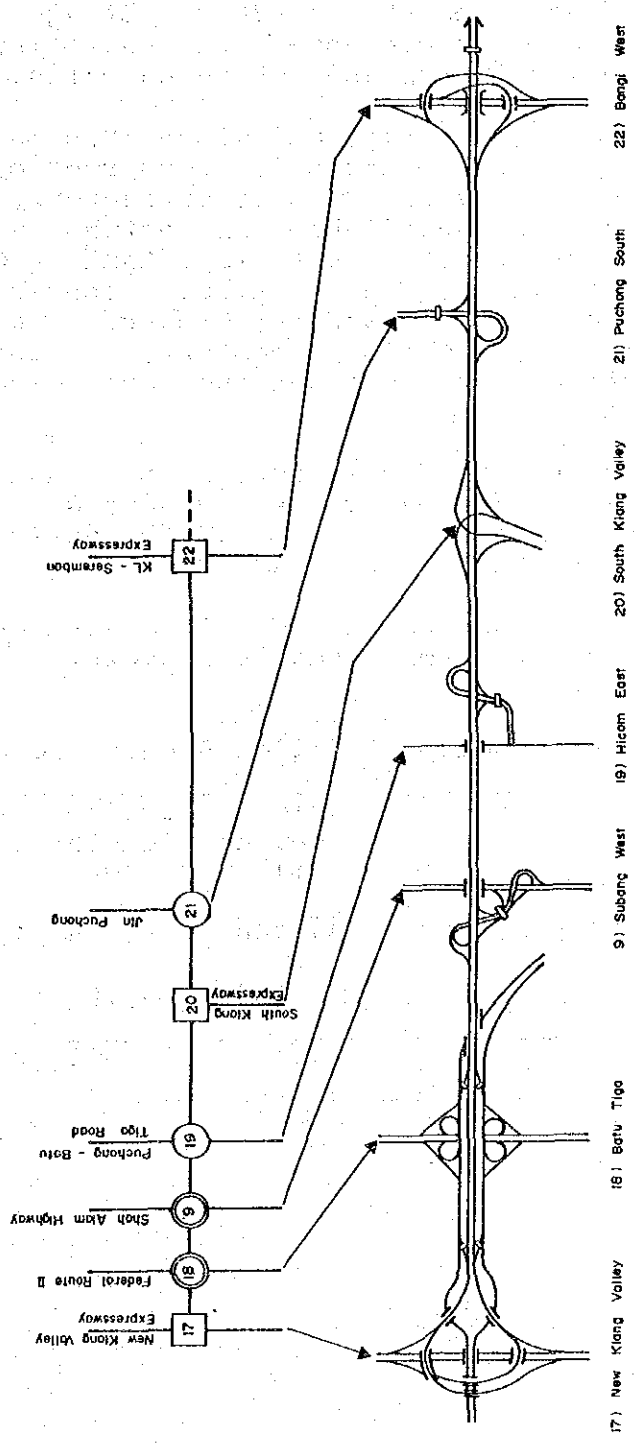 New Klang Valley
Expressway
17
Federal Route II
18
Shah Alam Highway
9
Puchong - Batu
Tiga Road
19
South Klang
Expressway
20
Jln Puchong
21
KL - Seremban
Expressway
22
17) New Klang Valley
18) Batu Tiga
9) Subang West
19) Hicom East
20) South Klang Valley
21) Puchong South
22) Bangi West